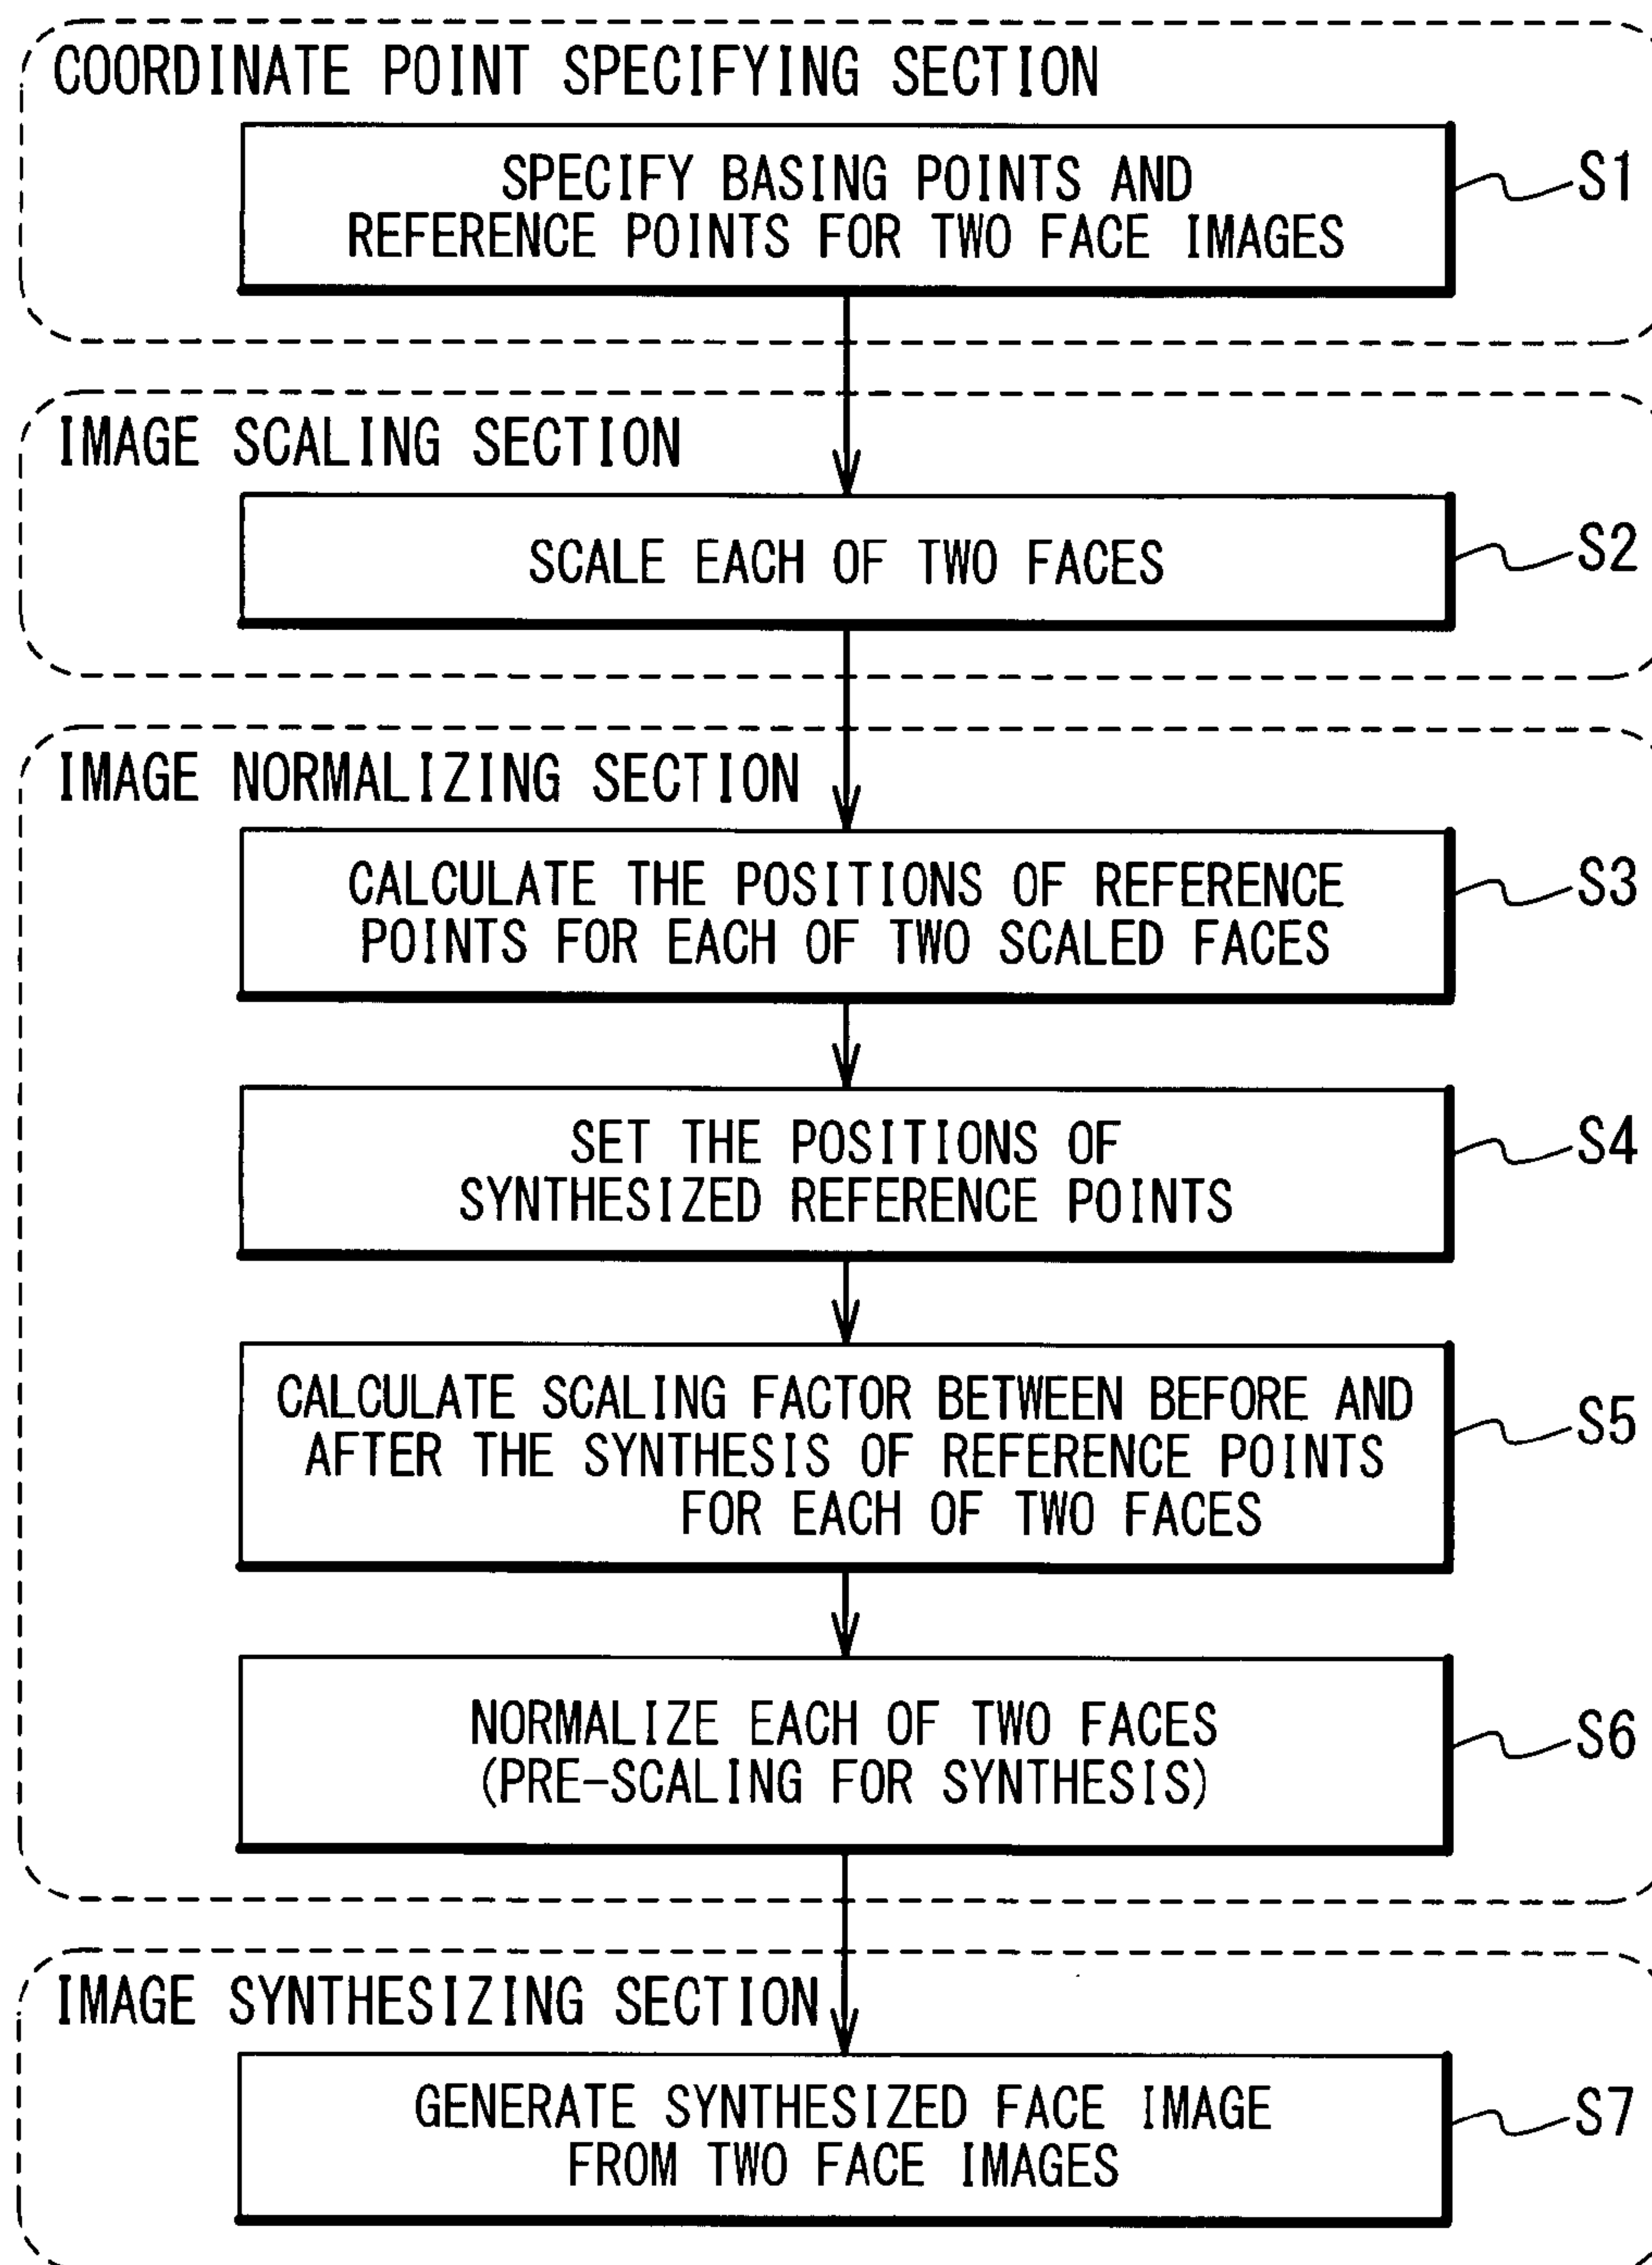 COORDINATE POINT SPECIFYING SECTION
SPECIFY BASING POINTS AND
REFERENCE POINTS FOR TWO FACE IMAGES
S1
IMAGE SCALING SECTION
SCALE EACH OF TWO FACES
S2
IMAGE NORMALIZING SECTION
CALCULATE THE POSITIONS OF REFERENCE
POINTS FOR EACH OF TWO SCALED FACES
S3
SET THE POSITIONS OF
SYNTHESIZED REFERENCE POINTS
S4
CALCULATE SCALING FACTOR BETWEEN BEFORE AND
AFTER THE SYNTHESIS OF REFERENCE POINTS
FOR EACH OF TWO FACES
S5
NORMALIZE EACH OF TWO FACES
(PRE-SCALING FOR SYNTHESIS)
S6
IMAGE SYNTHESIZING SECTION
GENERATE SYNTHESIZED FACE IMAGE
FROM TWO FACE IMAGES
S7